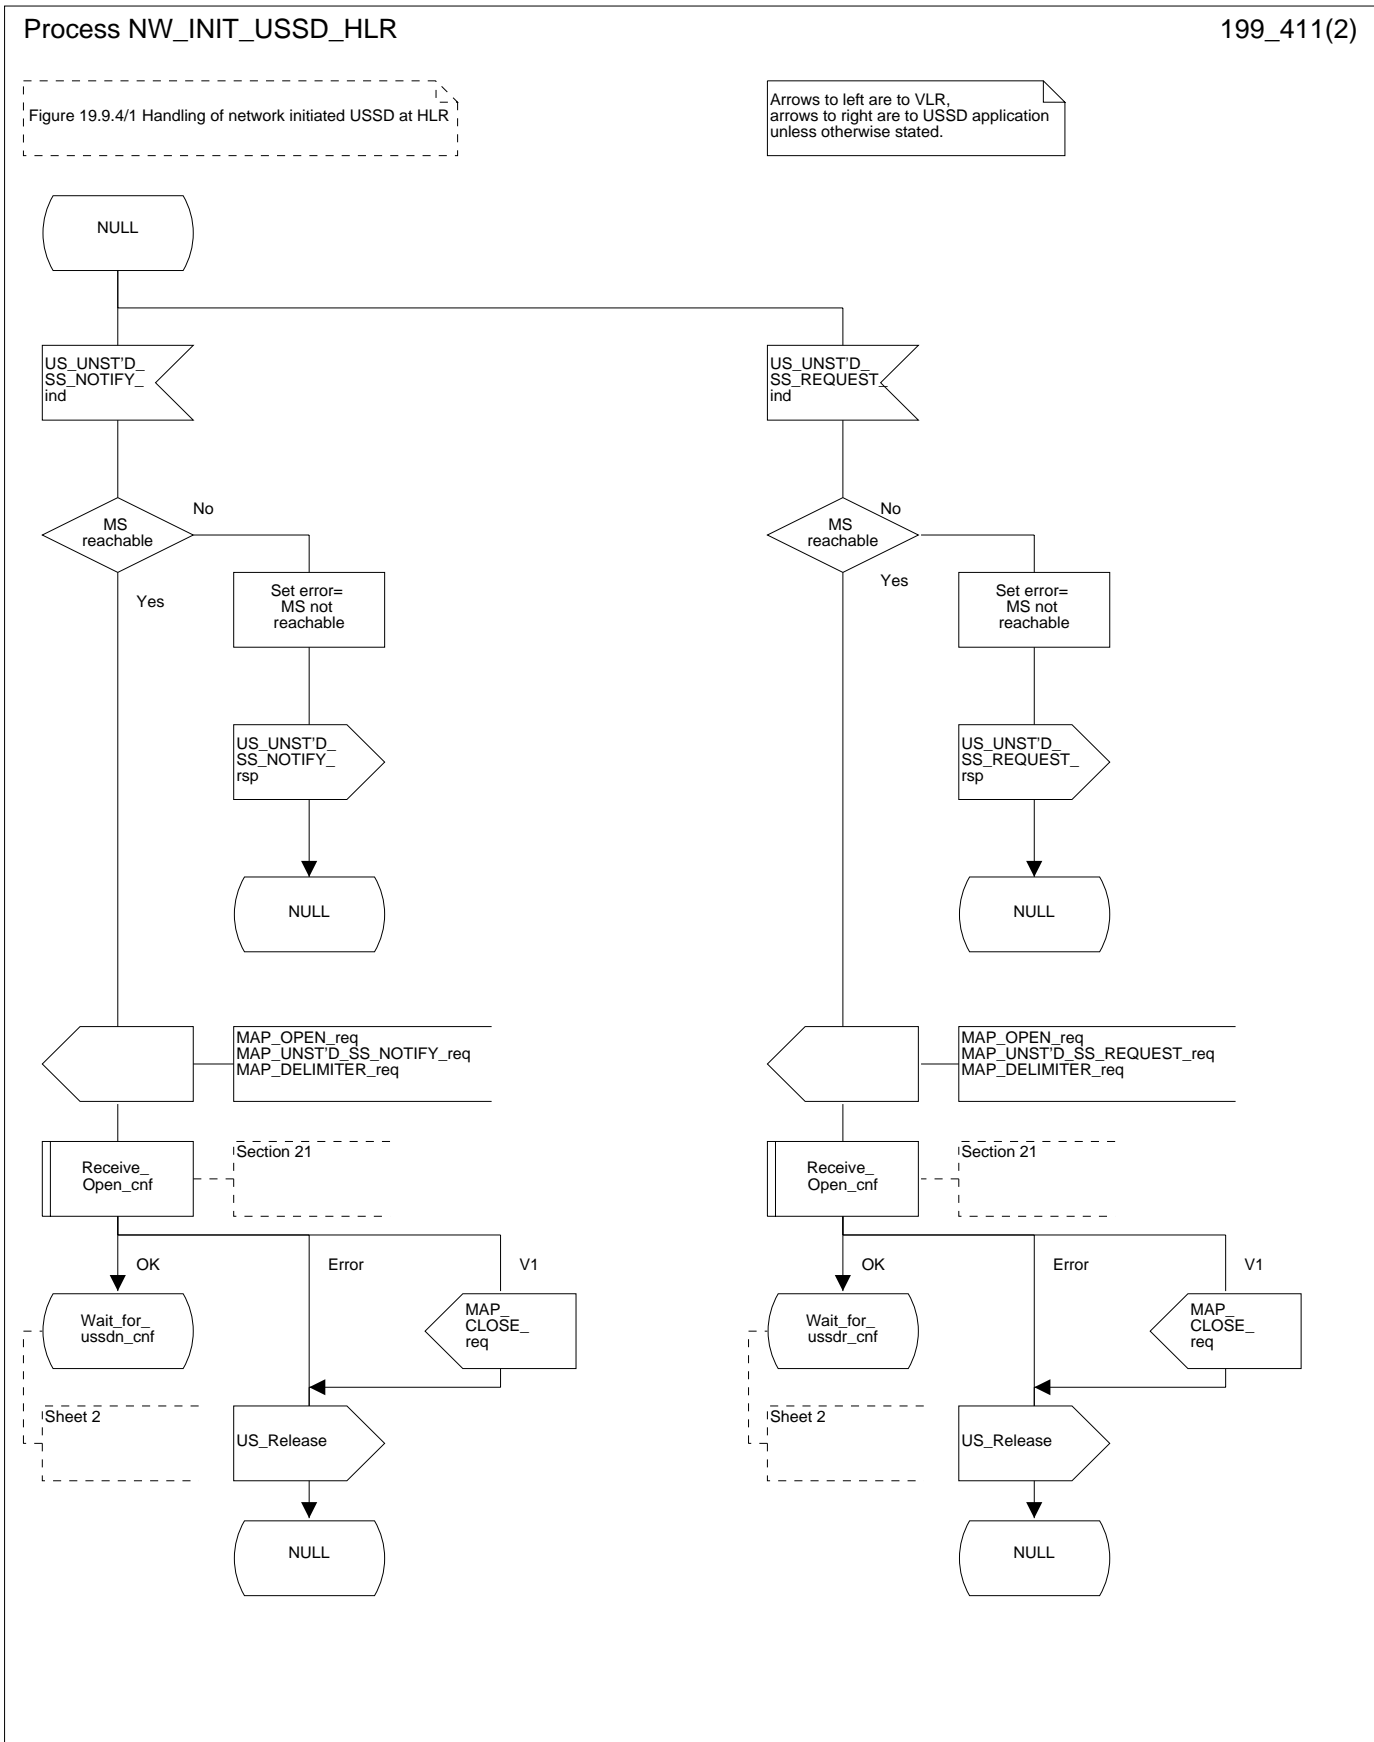 Process NW_INIT_USSD_HLR
199_411(2)
Figure 19.9.4/1 Handling of network initiated USSD at HLR
Arrows to left are to VLR,
arrows to right are to USSD application
unless otherwise stated.
NULL
US_UNST'D_
SS_NOTIFY_
ind
US_UNST'D_
SS_REQUEST_
ind
MS
reachable
No
Yes
MS
reachable
No
Yes
Set error=
MS not
reachable
Set error=
MS not
reachable
US_UNST'D_
SS_NOTIFY_
rsp
US_UNST'D_
SS_REQUEST_
rsp
NULL
NULL
MAP_OPEN_req
MAP_UNST'D_SS_NOTIFY_req
MAP_DELIMITER_req
MAP_OPEN_req
MAP_UNST'D_SS_REQUEST_req
MAP_DELIMITER_req
Receive_
Open_cnf
Section 21
Receive_
Open_cnf
Section 21
OK
Error
V1
OK
Error
V1
Wait_for_
ussdn_cnf
MAP_
CLOSE_
req
Wait_for_
ussdr_cnf
MAP_
CLOSE_
req
Sheet 2
US_Release
Sheet 2
US_Release
NULL
NULL